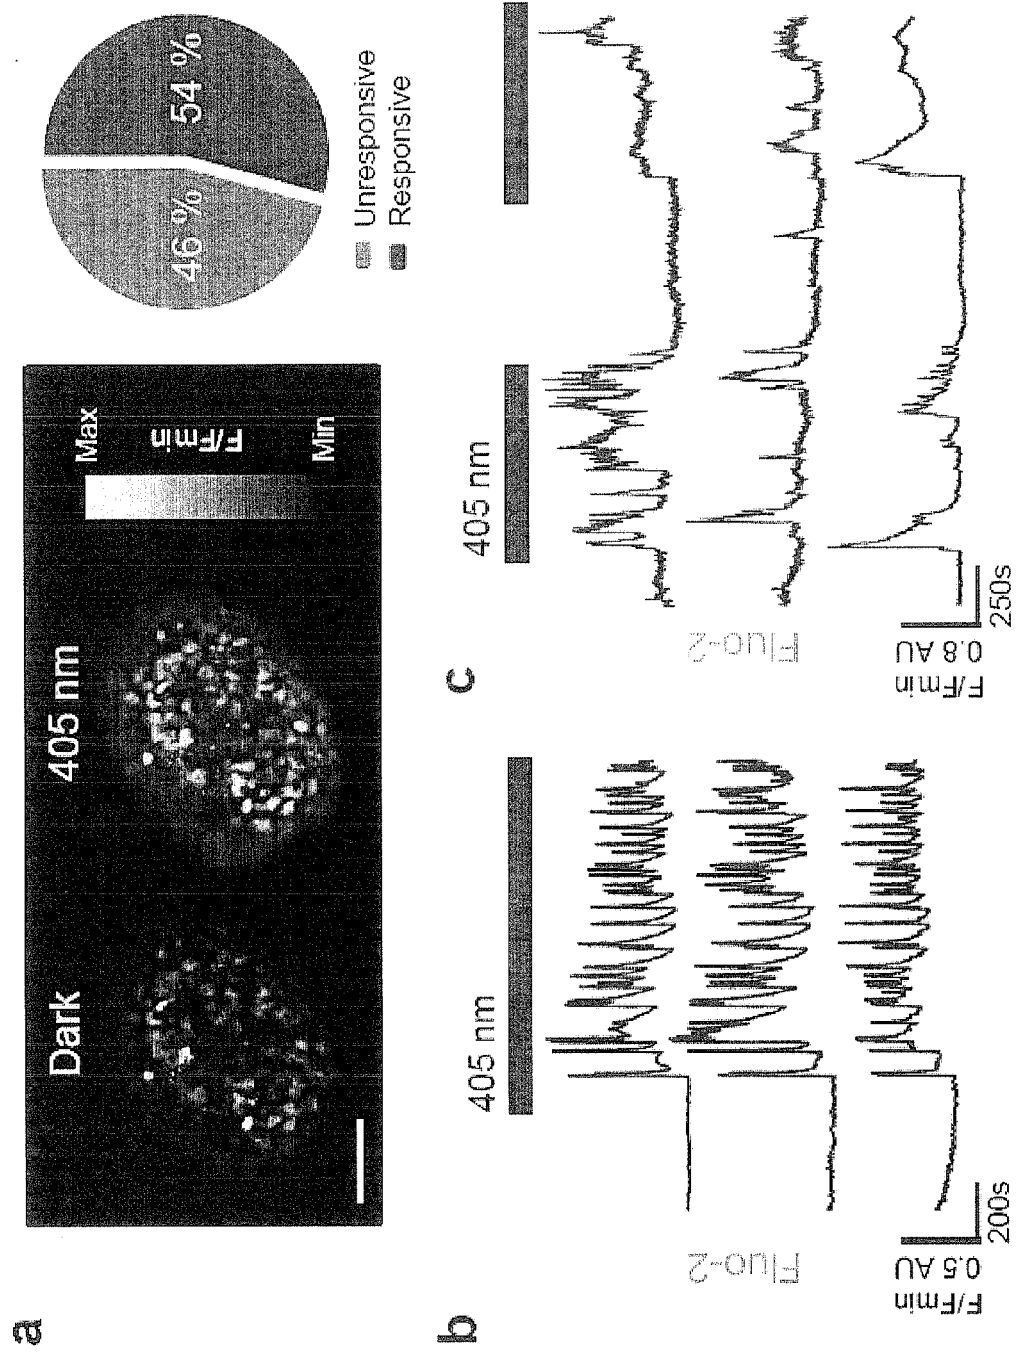 a
Dark
405 nm
Max
F/Fmin
Min
46 %
54 %
Unresponsive
Responsive
b
405 nm
Fluo-2
F/Fmin
0.5 AU
200s
c
405 nm
Fluo-2
F/Fmin
0.8 AU
250s